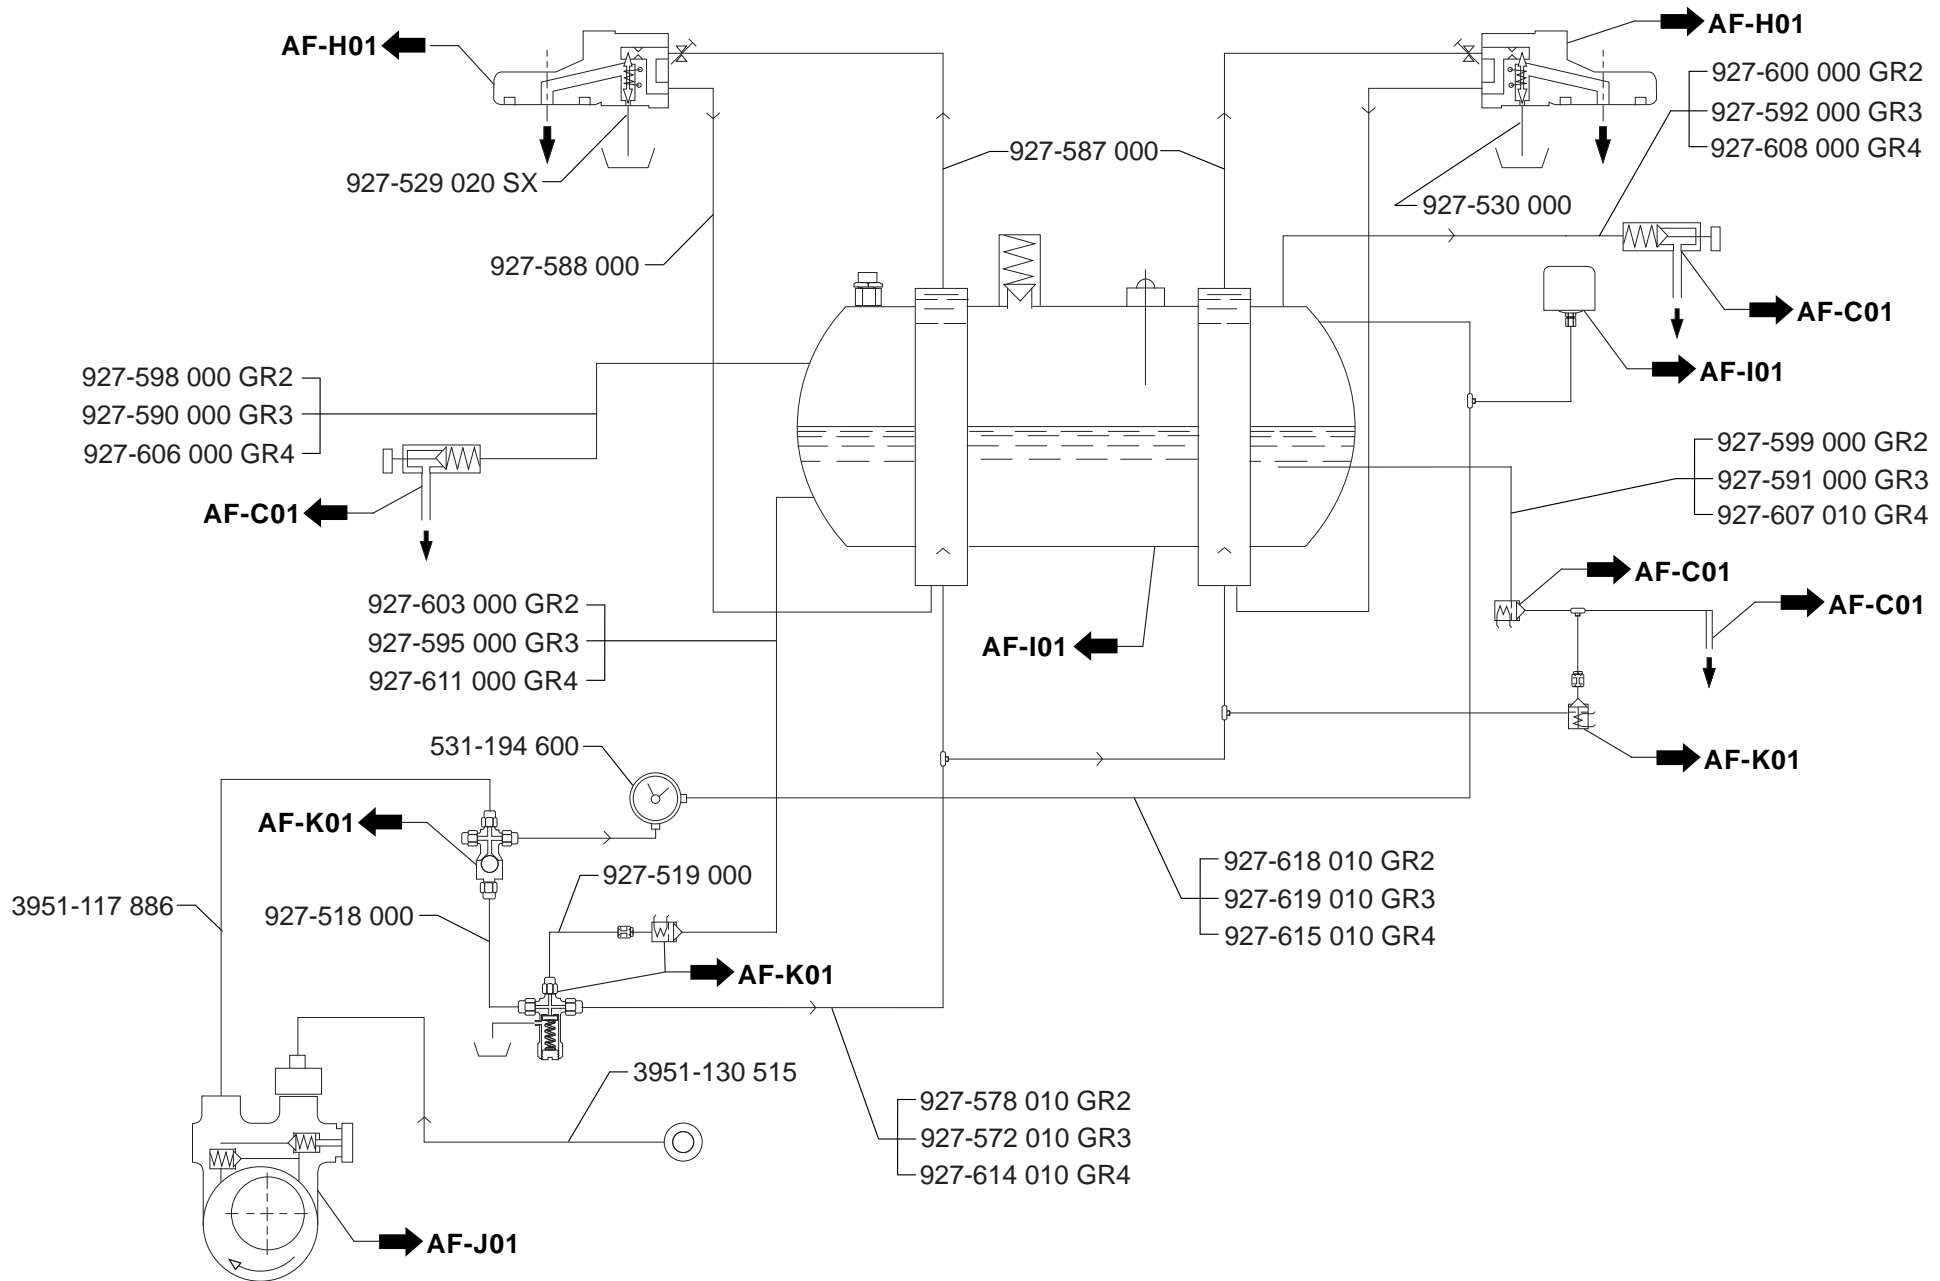 AF-H01
AF-H01
927-600 000 GR2
927-592 000 GR3
927-608 000 GR4
927-587 000
927-529 020 SX
927-530 000
927-588 000
AF-C01
AF-I01
927-598 000 GR2
927-590 000 GR3
927-606 000 GR4
AF-C01
927-599 000 GR2
927-591 000 GR3
927-607 010 GR4
AF-C01
AF-C01
927-603 000 GR2
927-595 000 GR3
927-611 000 GR4
AF-I01
531-194 600
AF-K01
AF-K01
927-618 010 GR2
927-619 010 GR3
927-615 010 GR4
927-519 000
3951-117 886
927-518 000
AF-K01
3951-130 515
927-578 010 GR2
927-572 010 GR3
927-614 010 GR4
AF-J01